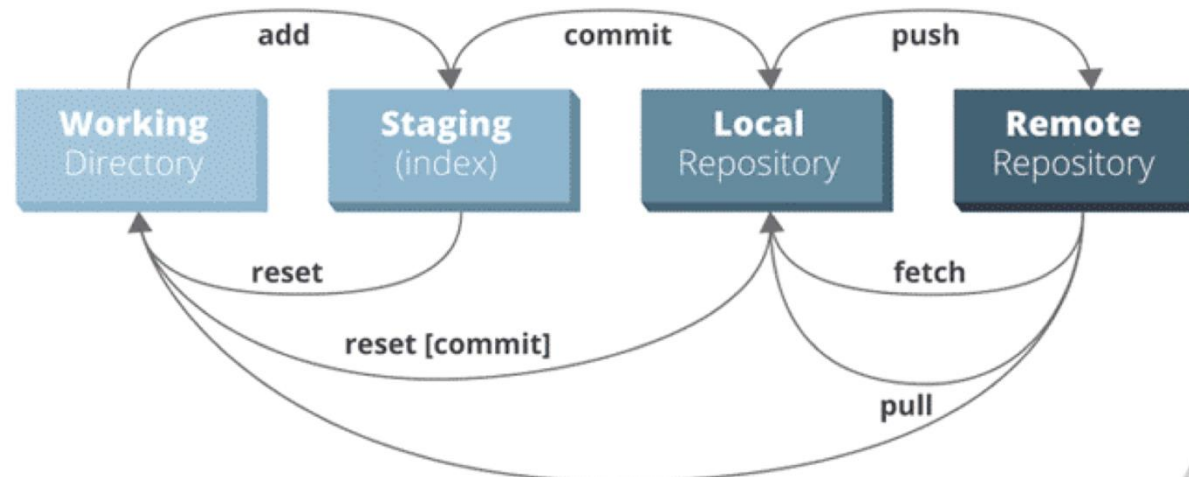 add
commit
push
Working
Directory
Staging
(index)
Local
Repository
Remote
Repository
reset
fetch
reset [commit]
pull